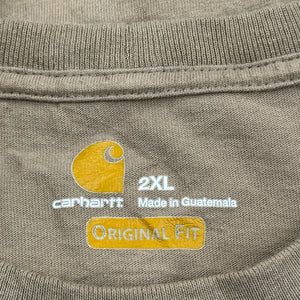 2XL
carhartt Made in Guatemala
ORIGINAL FIT